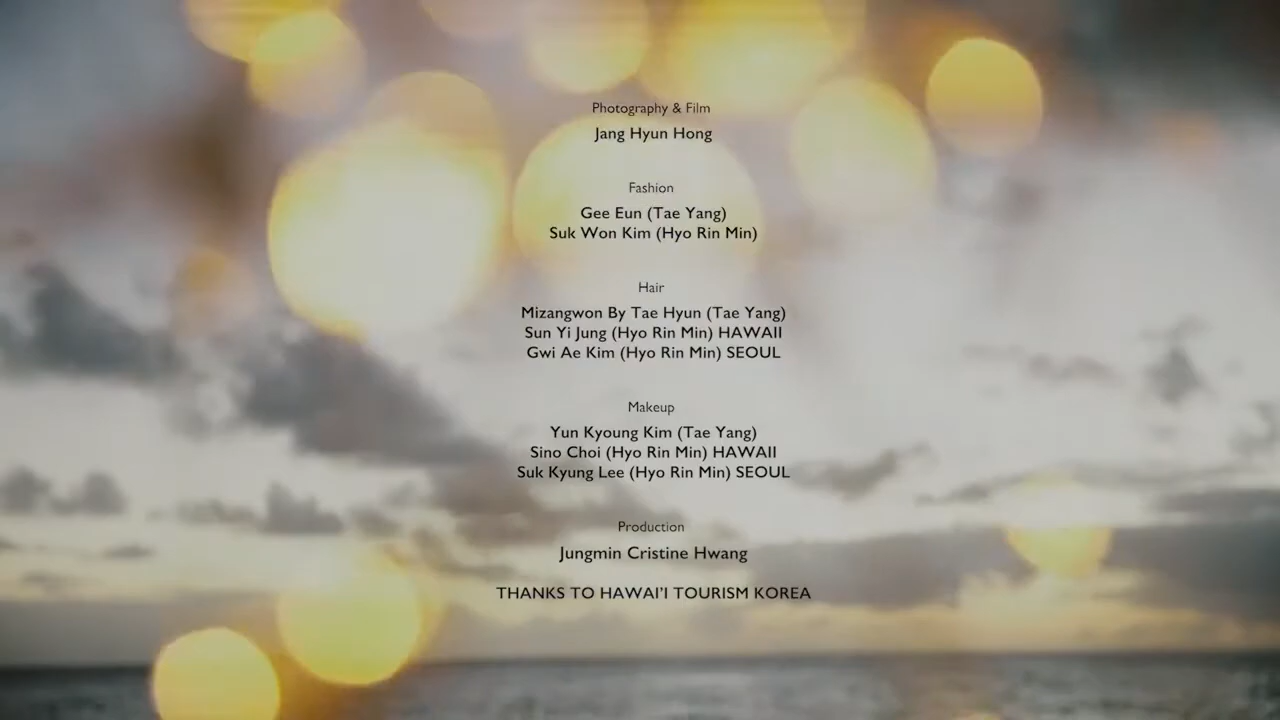 Photography & Film
Jang Hyun Hong
Fashion
Gee Eun (Tae Yang)
Suk Won Kim (Hyo Rin Min)
Hair
Mizangwon By Tae Hyun (Tae Yang)
Sun Yi Jung (Hyo Rin Min) HAWAII
Gwi Ae Kim (Hyo Rin Min) SEOUL
Makeup
Yun Kyoung Kim (Tae Yang)
Sino Choi (Hyo Rin Min) HAWAII
Suk Kyung Lee (Hyo Rin Min) SEOUL
Production
Jungmin Cristine Hwang
THANKS TO HAWAI’I TOURISM KOREA